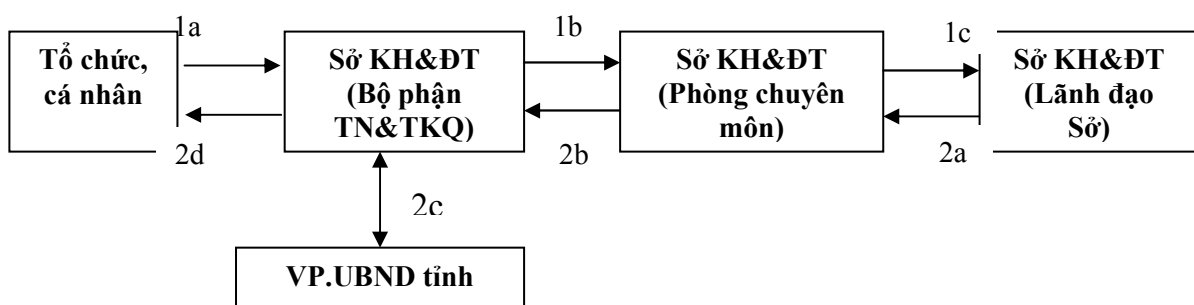 1a
1b
1c
Tổ chức,
cá nhân
Sở KH&ĐT
(Bộ phận
TN&TKQ)
Sở KH&ĐT
(Phòng chuyên
môn)
Sở KH&ĐT
(Lãnh đạo
Sở)
2d
2b
2a
2c
VP.UBND tỉnh